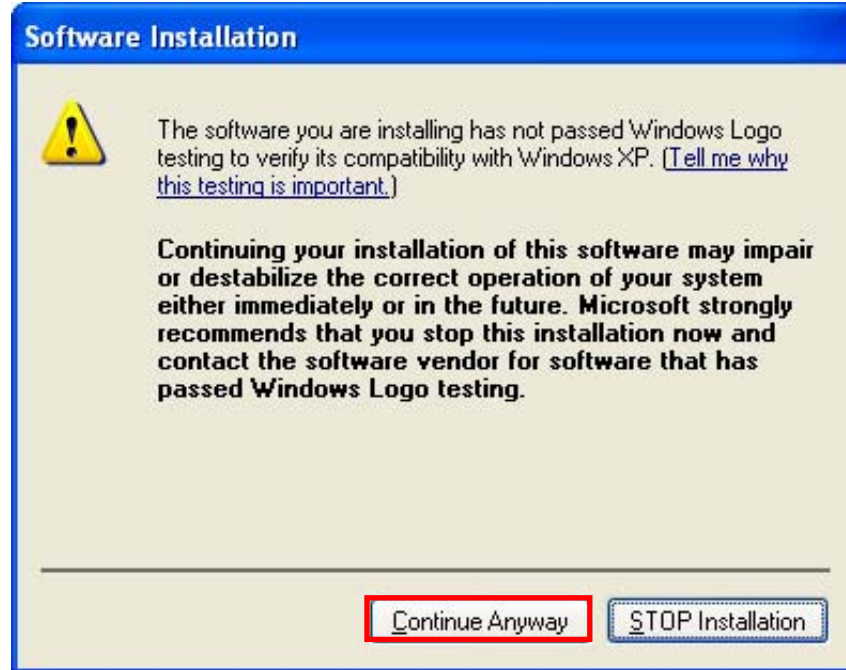 Software Installation
The software you are installing has not passed Windows Logo
testing to verify its compatibility with Windows XP. (Tell me why
this testing is important.)
Continuing your installation of this software may impair
or destabilize the correct operation of your system
either immediately or in the future. Microsoft strongly
recommends that you stop this installation now and
contact the software vendor for software that has
passed Windows Logo testing.
Continue Anyway
STOP Installation